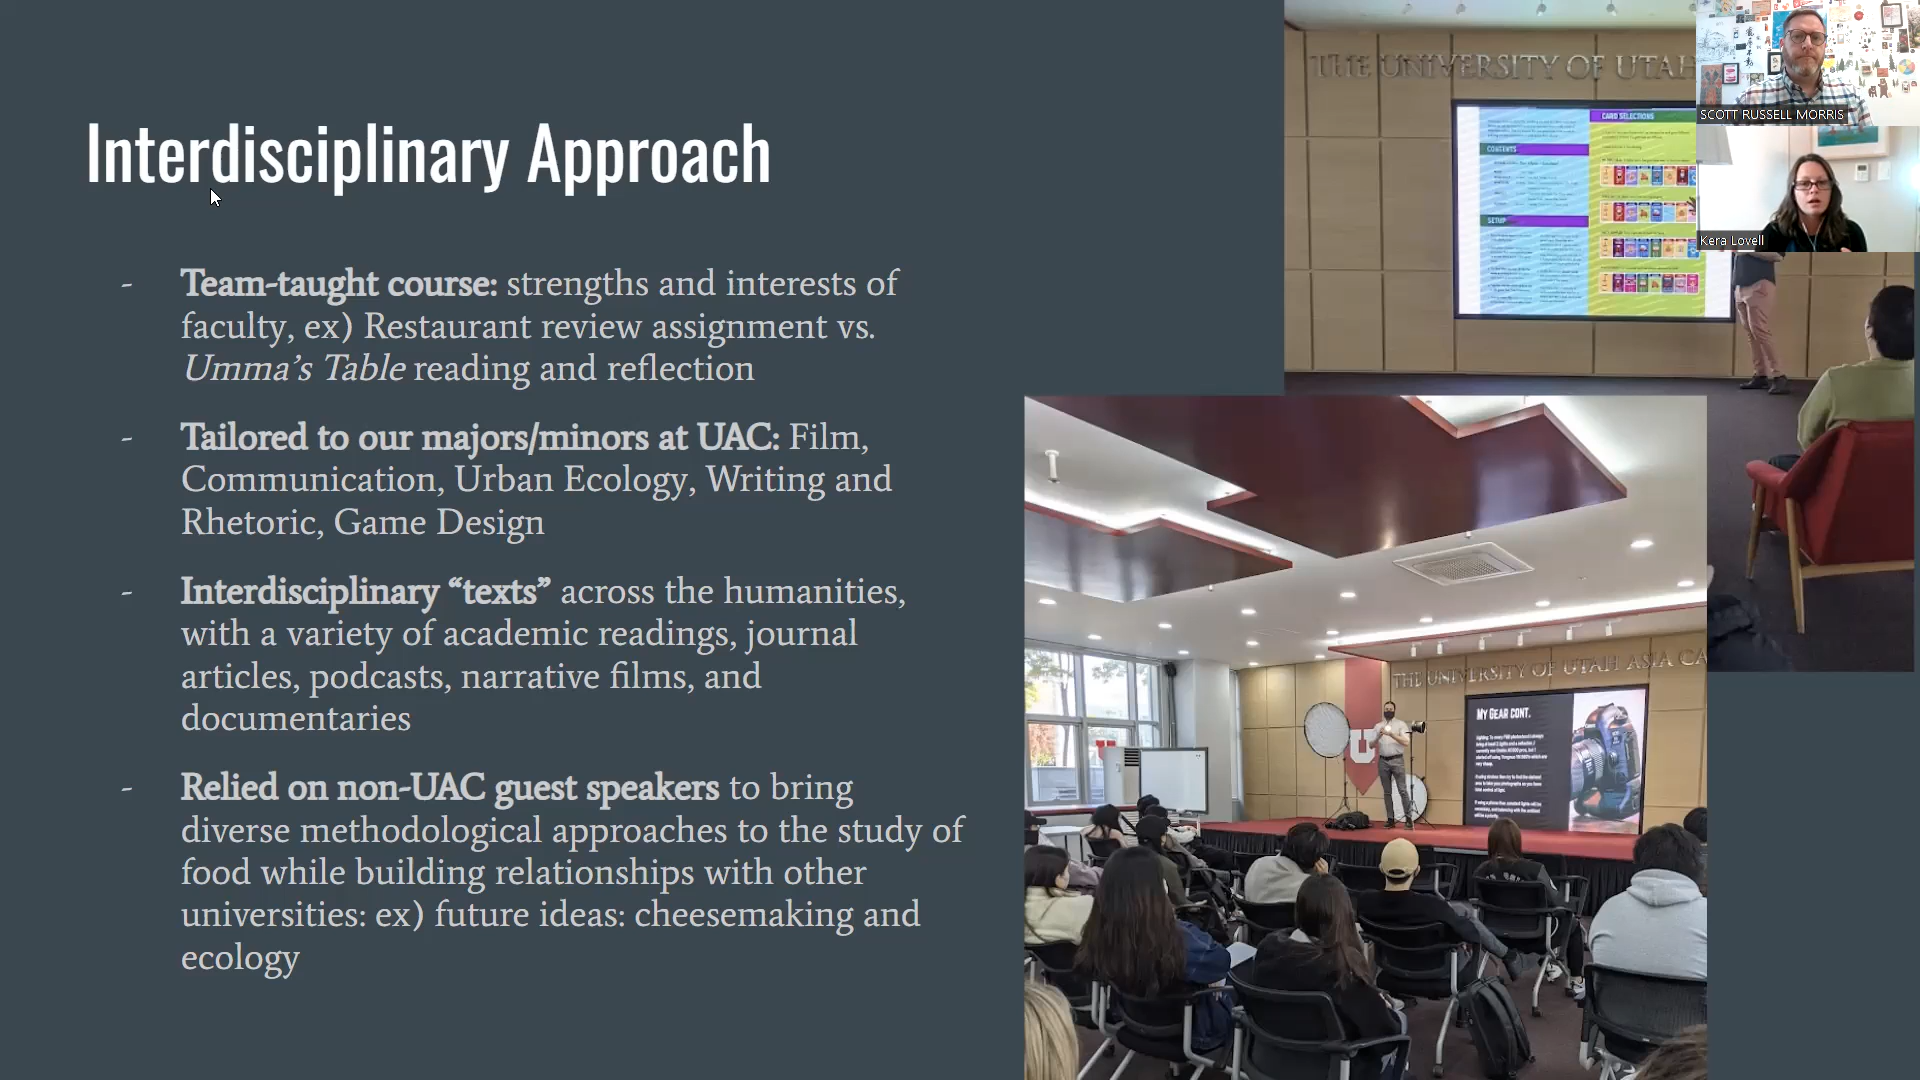 Interdisciplinary Approach
- Team-taught course: strengths and interests of
faculty, ex) Restaurant review assignment vs.
Umma’s Table reading and reflection
- Tailored to our majors/minors at UAC: Film,
Communication, Urban Ecology, Writing and
Rhetoric, Game Design
- Interdisciplinary “texts” across the humanities,
with a variety of academic readings, journal
articles, podcasts, narrative films, and
documentaries
- Relied on non-UAC guest speakers to bring
diverse methodological approaches to the study of
food while building relationships with other
universities: ex) future ideas: cheesemaking and
ecology
THE UNIVERSITY OF UTAH
CARD SELECTIONS
CONTENTS
SETUP
SCOTT RUSSELL MORRIS
Kera Lovell
THE UNIVERSITY OF UTAH ASIA CA
U
MY GEAR CONT.